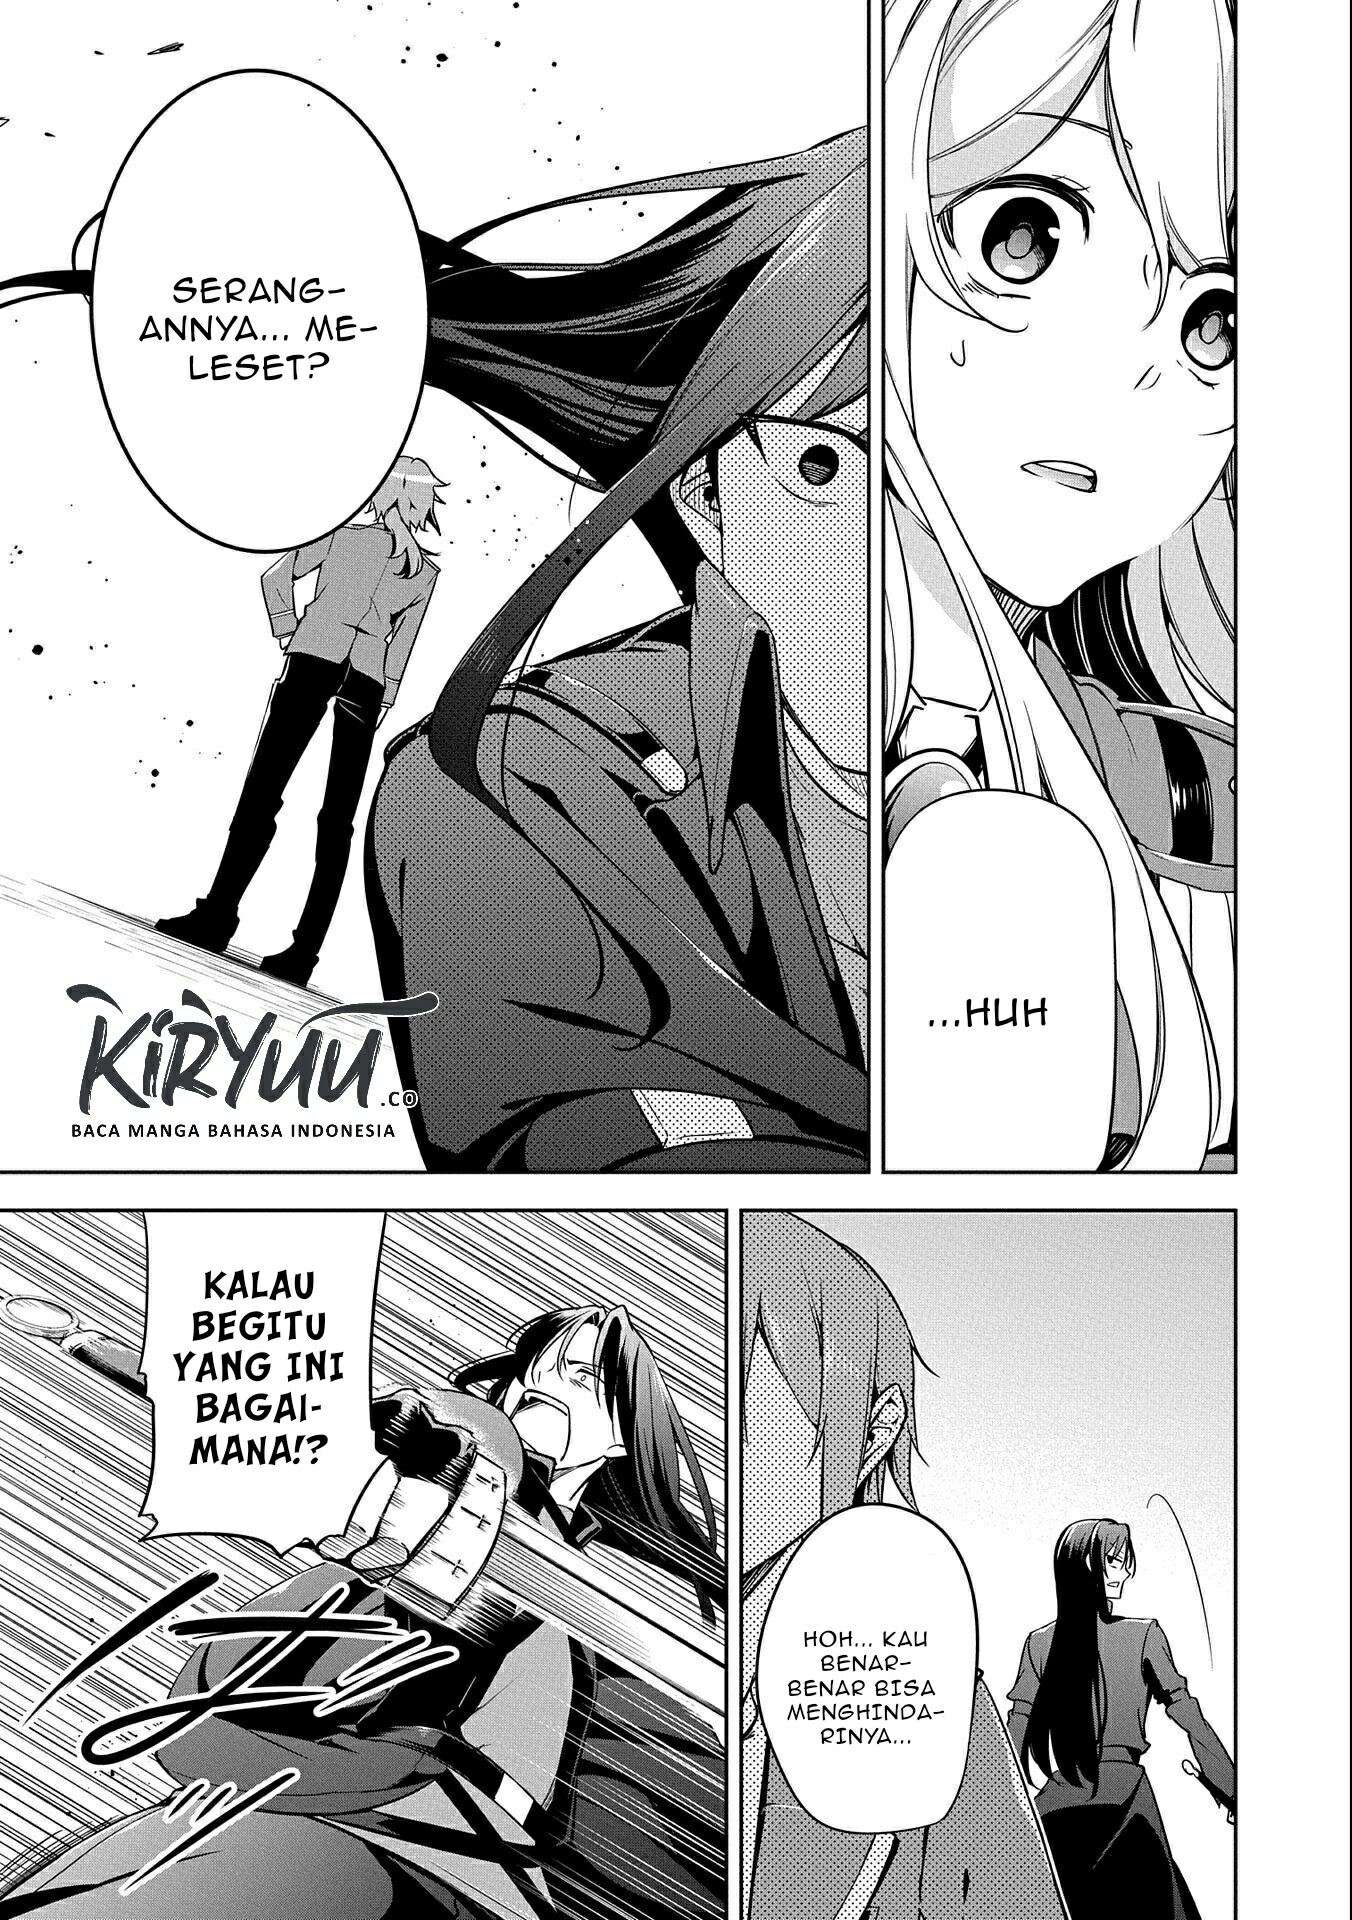 ...HUH
SERANG-
ANNYA... ME-
LESET?
KIRYUU.CO
BACA MANGA BAHASA INDONESIA
HOH... KAU
BENAR-
BENAR BISA
MENGHINDA-
RINYA...
KALAU
BEGITU
YANG INI
BAGAI-
MANA!?